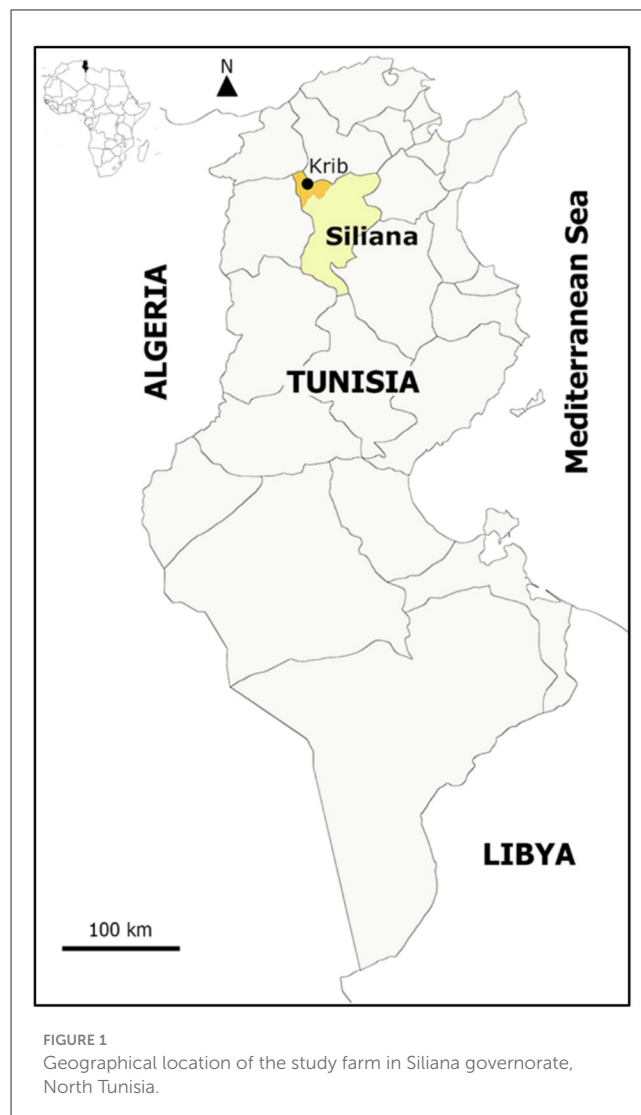 N
Krib
Siliana
ALGERIA
Mediterranean Sea
TUNISIA
LIBYA
100 km
FIGURE 1
Geographical location of the study farm in Siliana governorate,
North Tunisia.